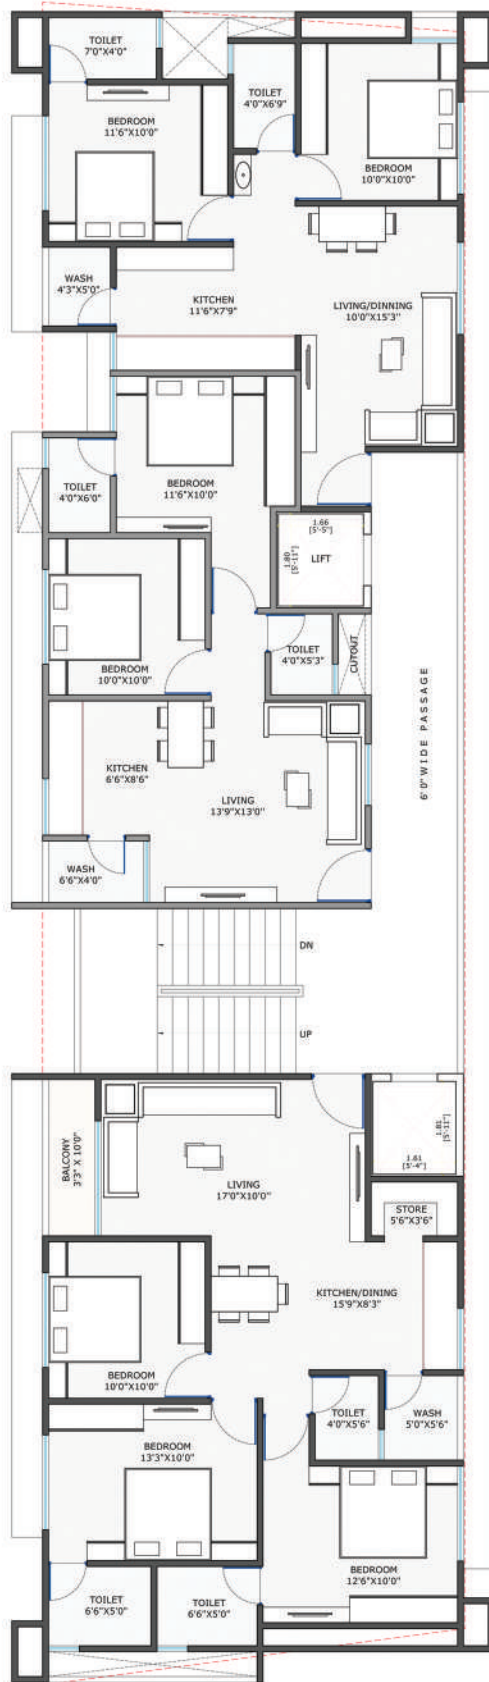 TOILET
7'0"X4'0"
TOILET
4'0"X6'9"
BEDROOM
11'6"X10'0"
BEDROOM
10'0"X10'0"
WASH
4'3"X5'0"
KITCHEN
11'6"X7'9"
LIVING/DINNING
10'0"X15'3"
BEDROOM
11'6"X10'0"
TOILET
4'0"X6'0"
1.66
[5'-5"]
1.80
[5'-11"]
LIFT
BEDROOM
10'0"X10'0"
TOILET
4'0"X5'3"
CUTOUT
6'0"WIDE PASSAGE
KITCHEN
6'6"X8'6"
LIVING
13'9"X13'0"
WASH
6'6"X4'0"
DN
UP
BALCONY
3'3" X 10'0"
LIVING
17'0"X10'0"
1.81
[5'-11"]
1.61
[5'-4"]
STORE
5'6"X3'6"
KITCHEN/DINING
15'9"X8'3"
BEDROOM
10'0"X10'0"
TOILET
4'0"X5'6"
WASH
5'0"X5'6"
BEDROOM
13'3"X10'0"
BEDROOM
12'6"X10'0"
TOILET
6'6"X5'0"
TOILET
6'6"X5'0"